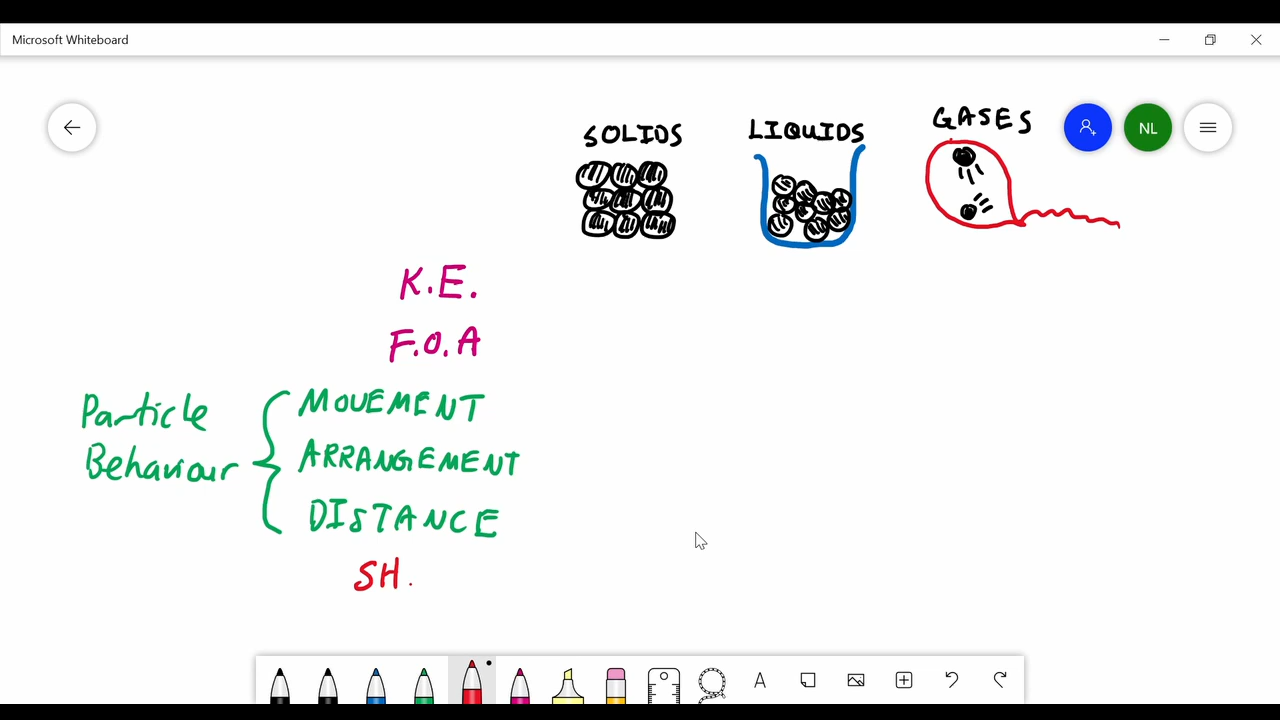 Microsoft Whiteboard
SOLIDS
LIQUIDS
GASES
NL
K.E.
F.O.A
Particle
Behaviour
MOVEMENT
ARRANGEMENT
DISTANCE
SH.
A